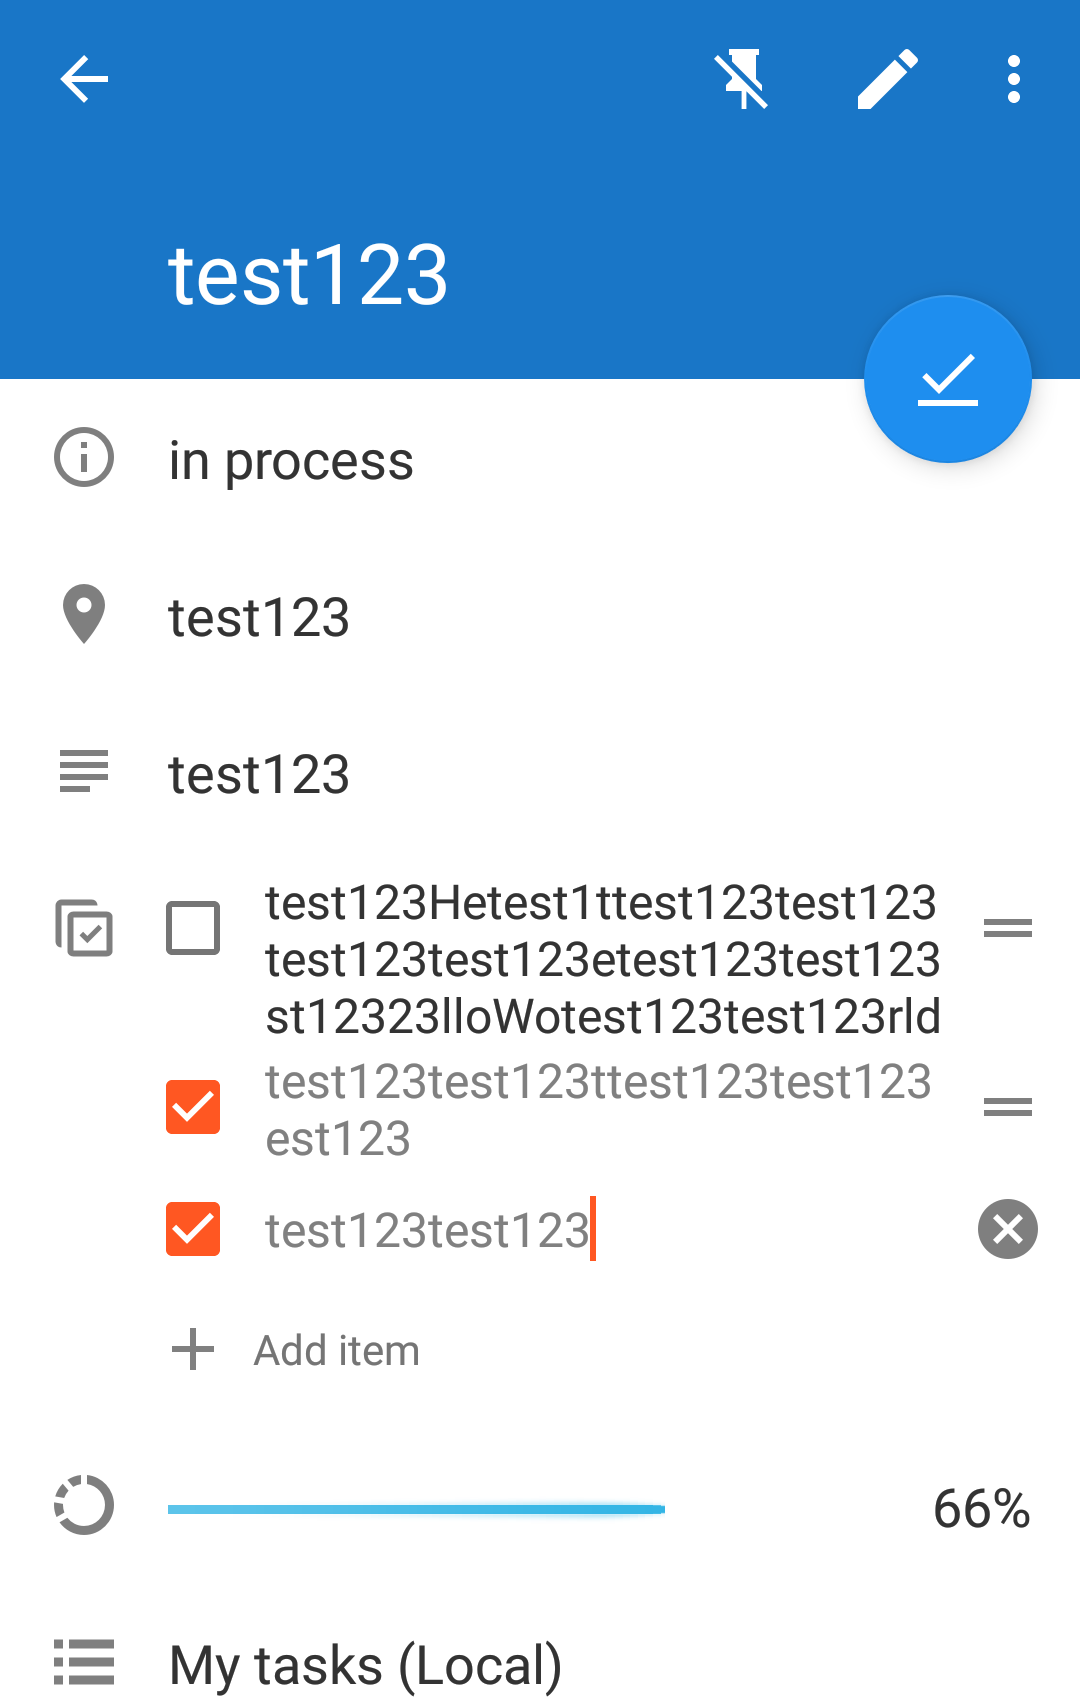 test123
in process
test123
test123
test123Hetest1ttest123test123
test123test123etest123test123
st12323lloWotest123test123rld
test123test123ttest123test123
est123
test123test123
Add item
66%
My tasks (Local)